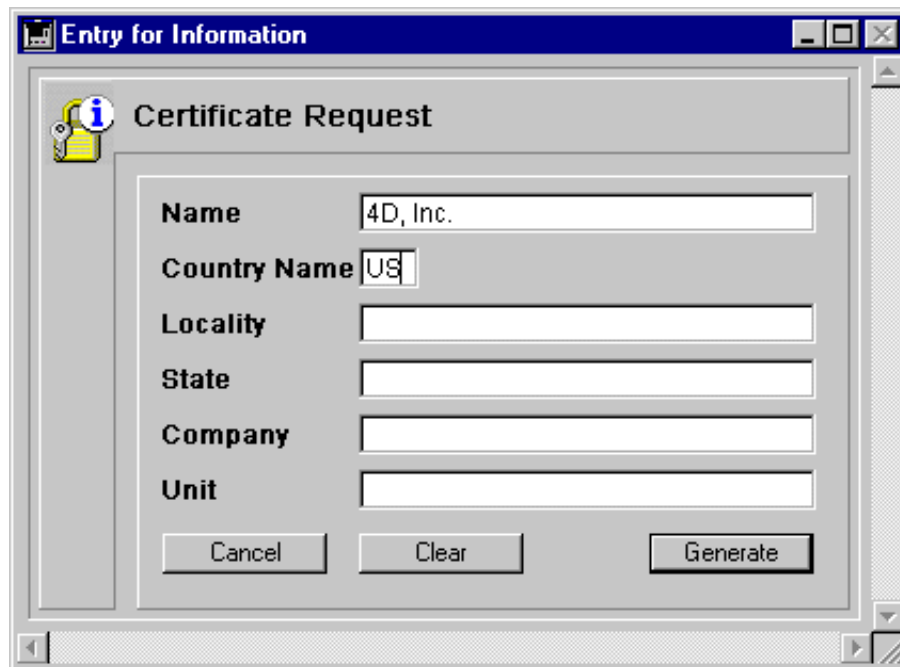 Entry for Information
Certificate Request
Name 4D, Inc.
Country Name US
Locality
State
Company
Unit
Cancel Clear Generate